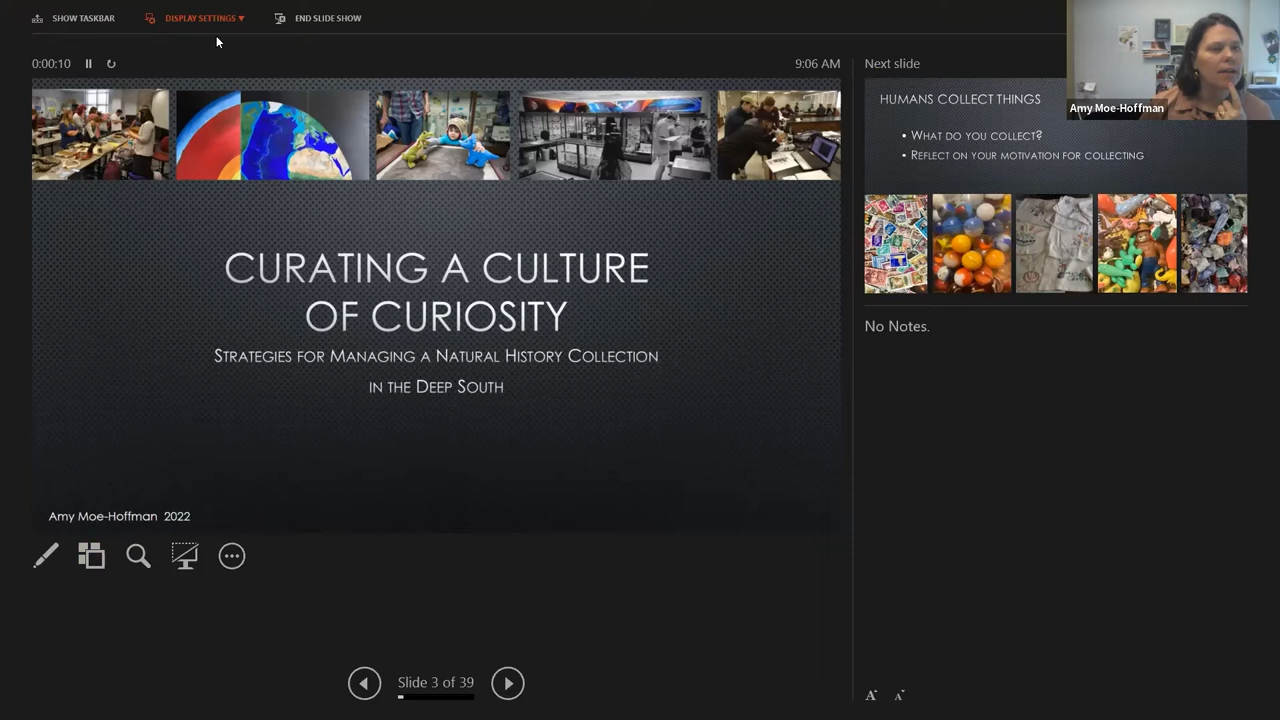 SHOW TASKBAR
DISPLAY SETTINGS ▼
END SLIDE SHOW
0:00:10
9:06 AM
CURATING A CULTURE
OF CURIOSITY
STRATEGIES FOR MANAGING A NATURAL HISTORY COLLECTION
IN THE DEEP SOUTH
Amy Moe-Hoffman 2022
Slide 3 of 39
Next slide
Amy Moe-Hoffman
HUMANS COLLECT THINGS
• WHAT DO YOU COLLECT?
• REFLECT ON YOUR MOTIVATION FOR COLLECTING
No Notes.
A A